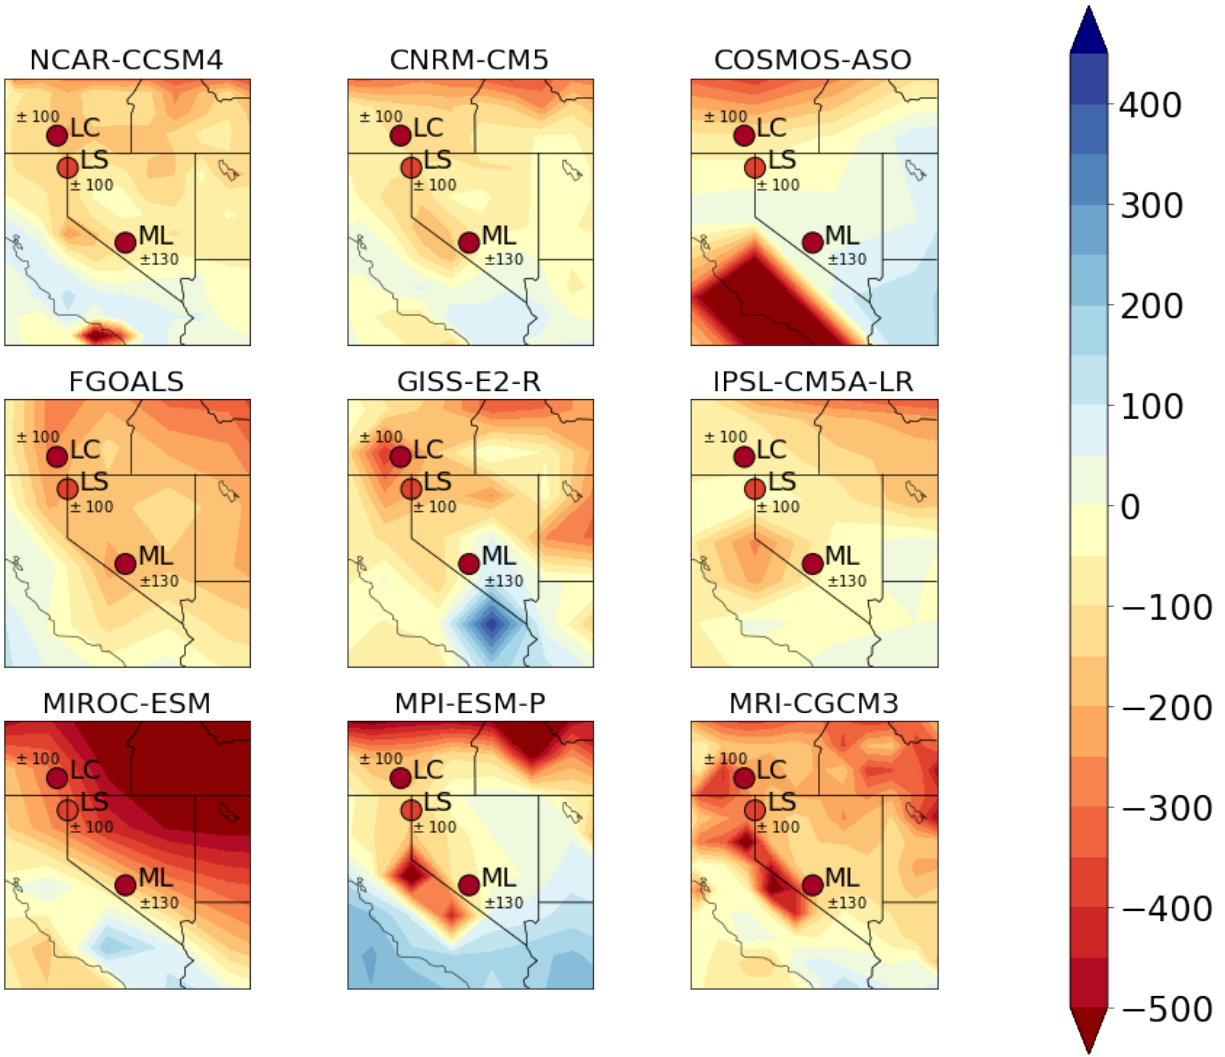 NCAR-CCSM4
± 100
LC
LS
± 100
ML
±130
CNRM-CM5
± 100
LC
LS
± 100
ML
±130
COSMOS-ASO
± 100
LC
LS
± 100
ML
±130
FGOALS
± 100
LC
LS
± 100
ML
±130
GISS-E2-R
± 100
LC
LS
± 100
ML
±130
IPSL-CM5A-LR
± 100
LC
LS
± 100
ML
±130
MIROC-ESM
± 100
LC
LS
± 100
ML
±130
MPI-ESM-P
± 100
LC
LS
± 100
ML
±130
MRI-CGCM3
± 100
LC
LS
± 100
ML
±130
400
300
200
100
0
−100
−200
−300
−400
−500